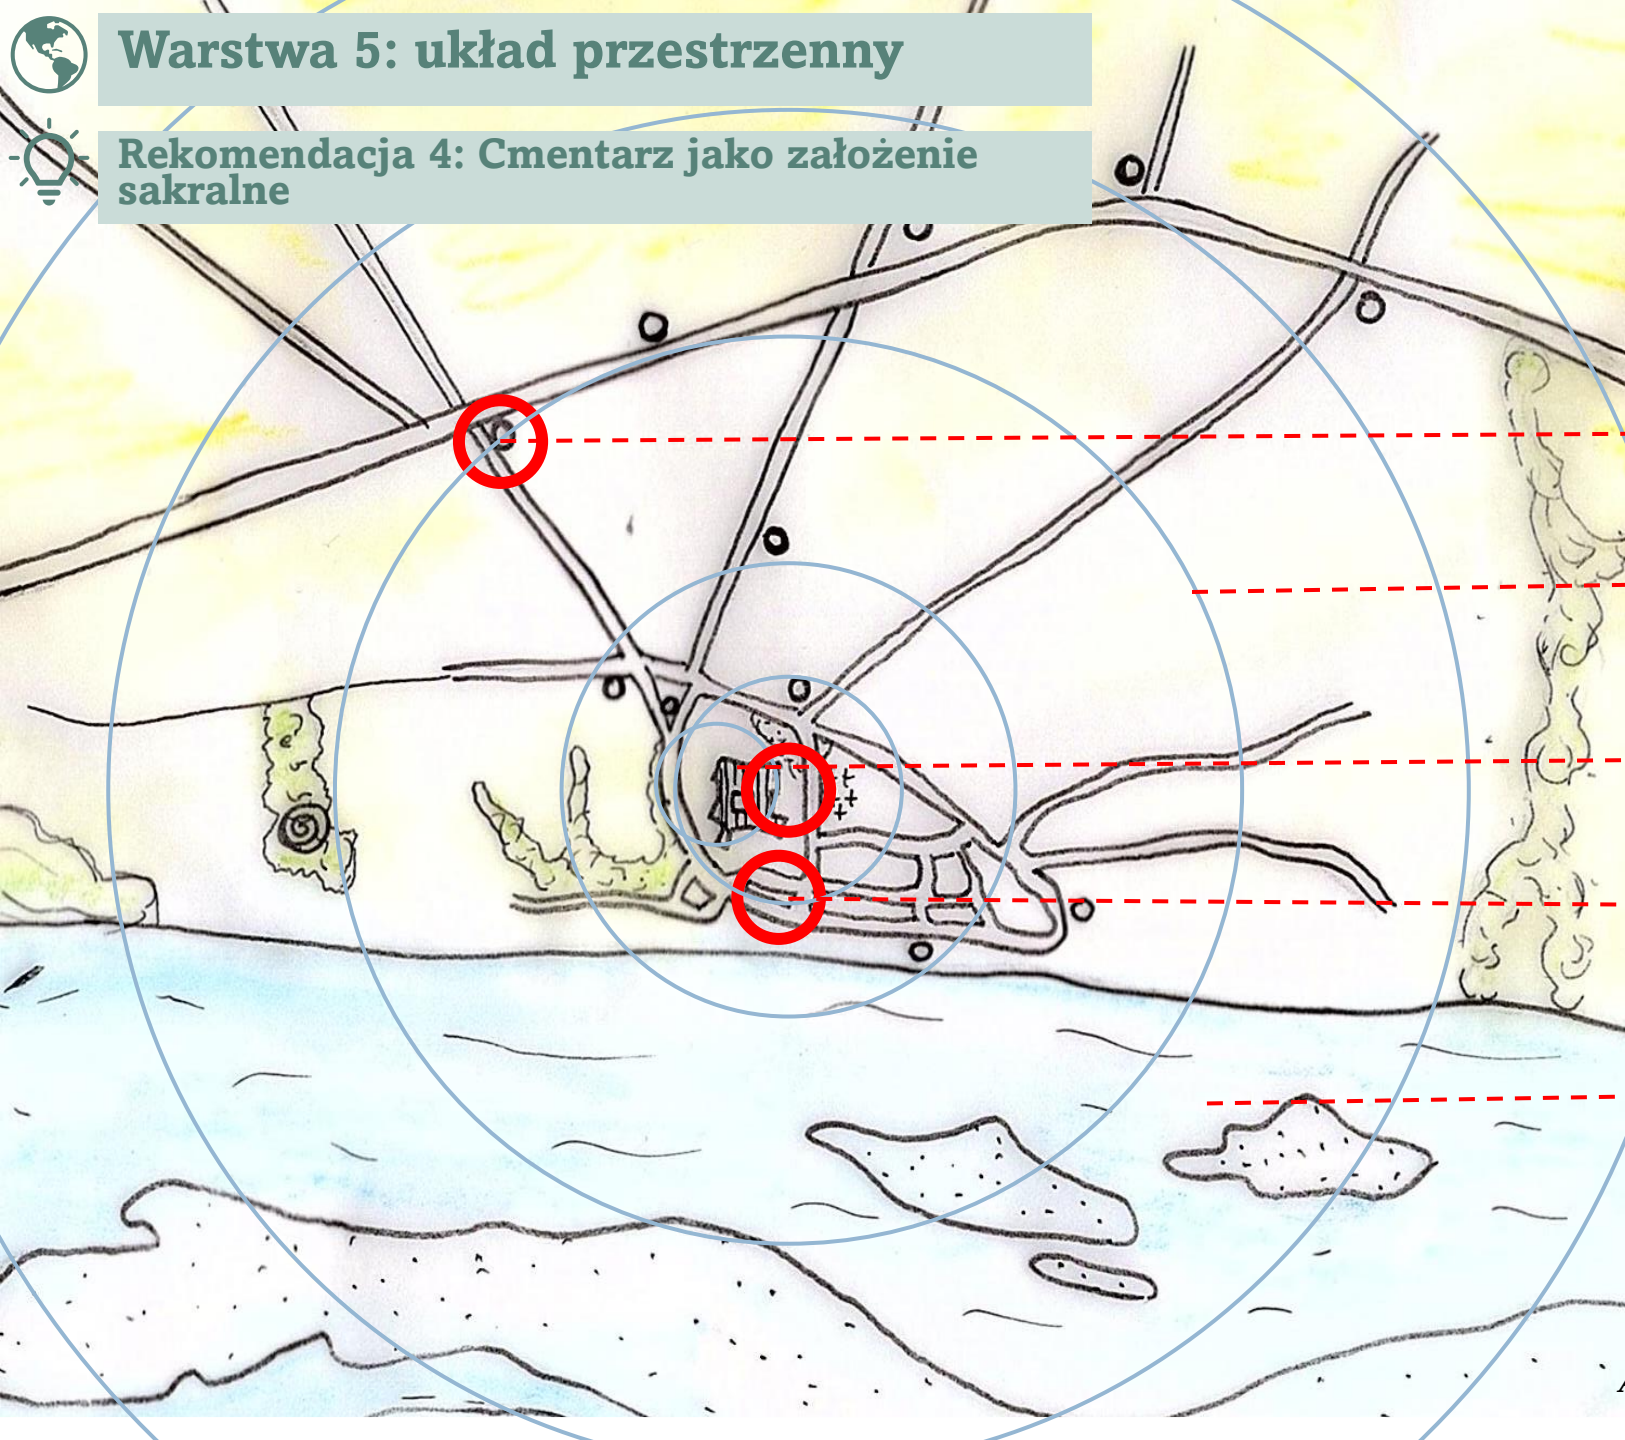 Warstwa 5: układ przestrzenny
Rekomendacja 4: Cmentarz jako założenie
sakralne